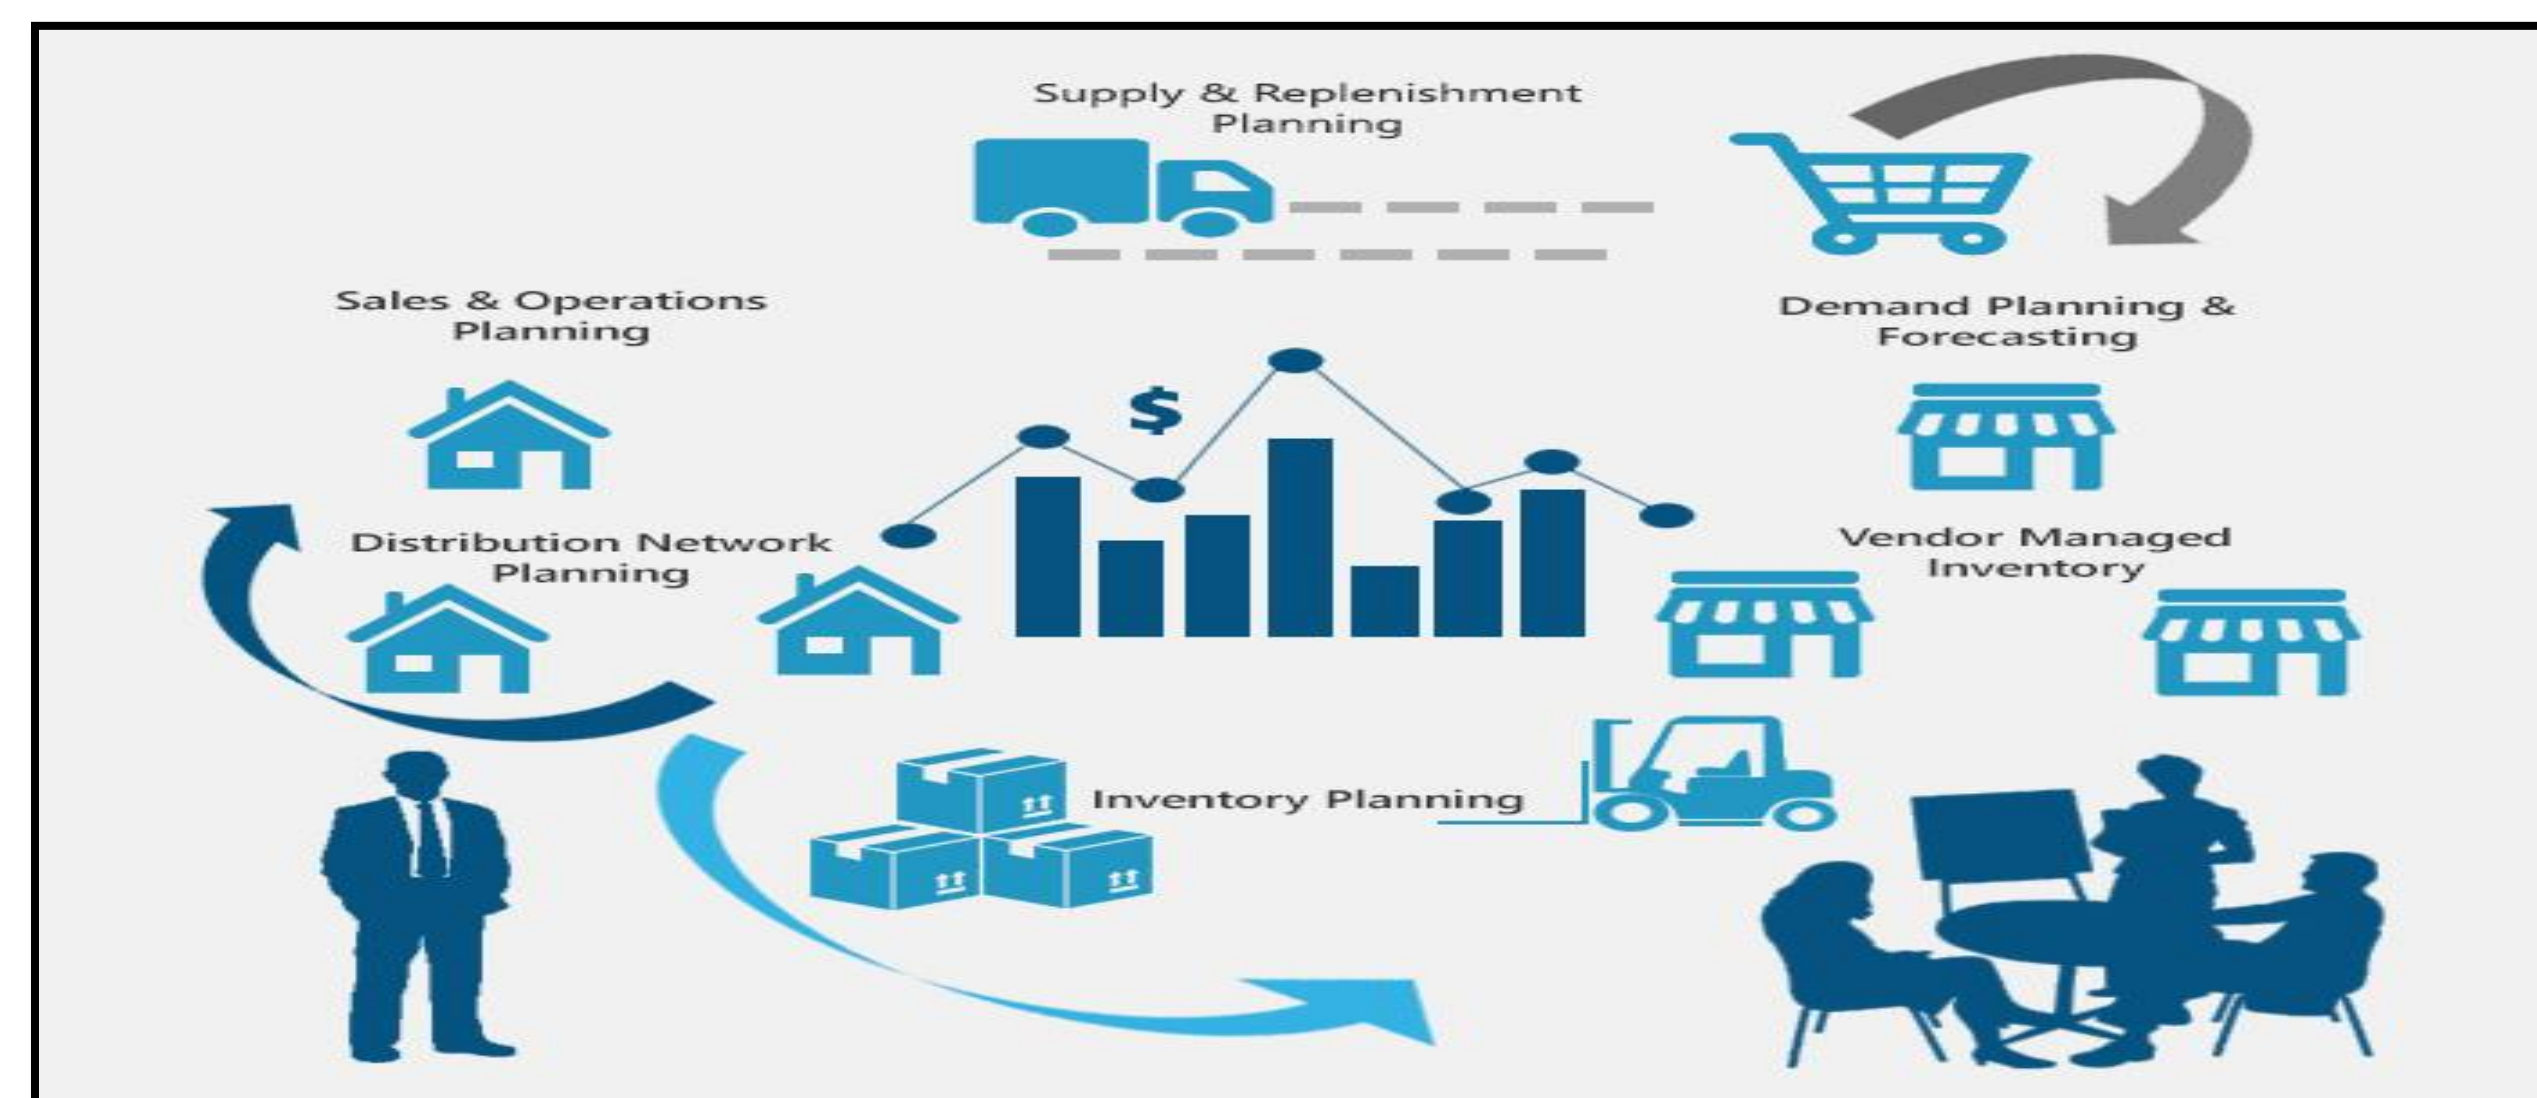 Supply & Replenishment
Planning
Sales & Operations
Planning
Demand Planning &
Forecasting
$
Distribution Network
Planning
Vendor Managed
Inventory
Inventory Planning